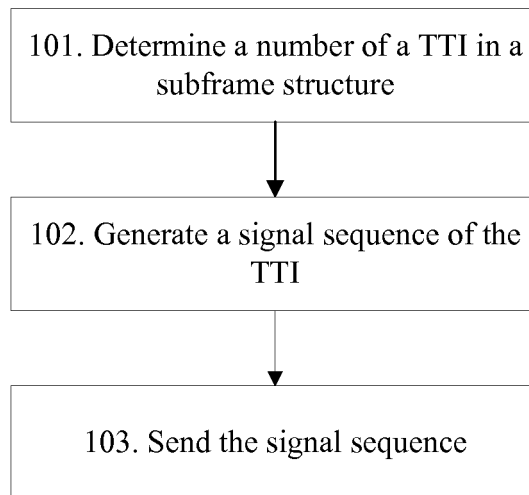 101. Determine a number of a TTI in a
subframe structure
102. Generate a signal sequence of the
TTI
103. Send the signal sequence